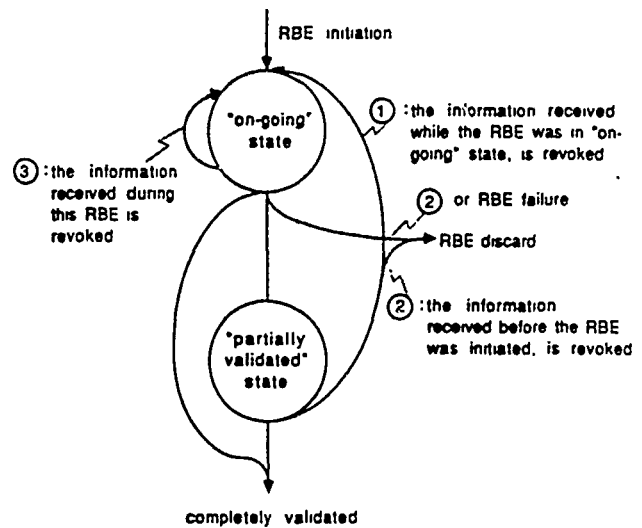 RBE initiation
"on-going"
state
① :the information received
while the RBE was in "on-
going" state, is revoked
③ :the information
received during
this RBE is
revoked
② or RBE failure
RBE discard
② :the information
received before the RBE
was initiated, is revoked
"partially
validated"
state
completely validated